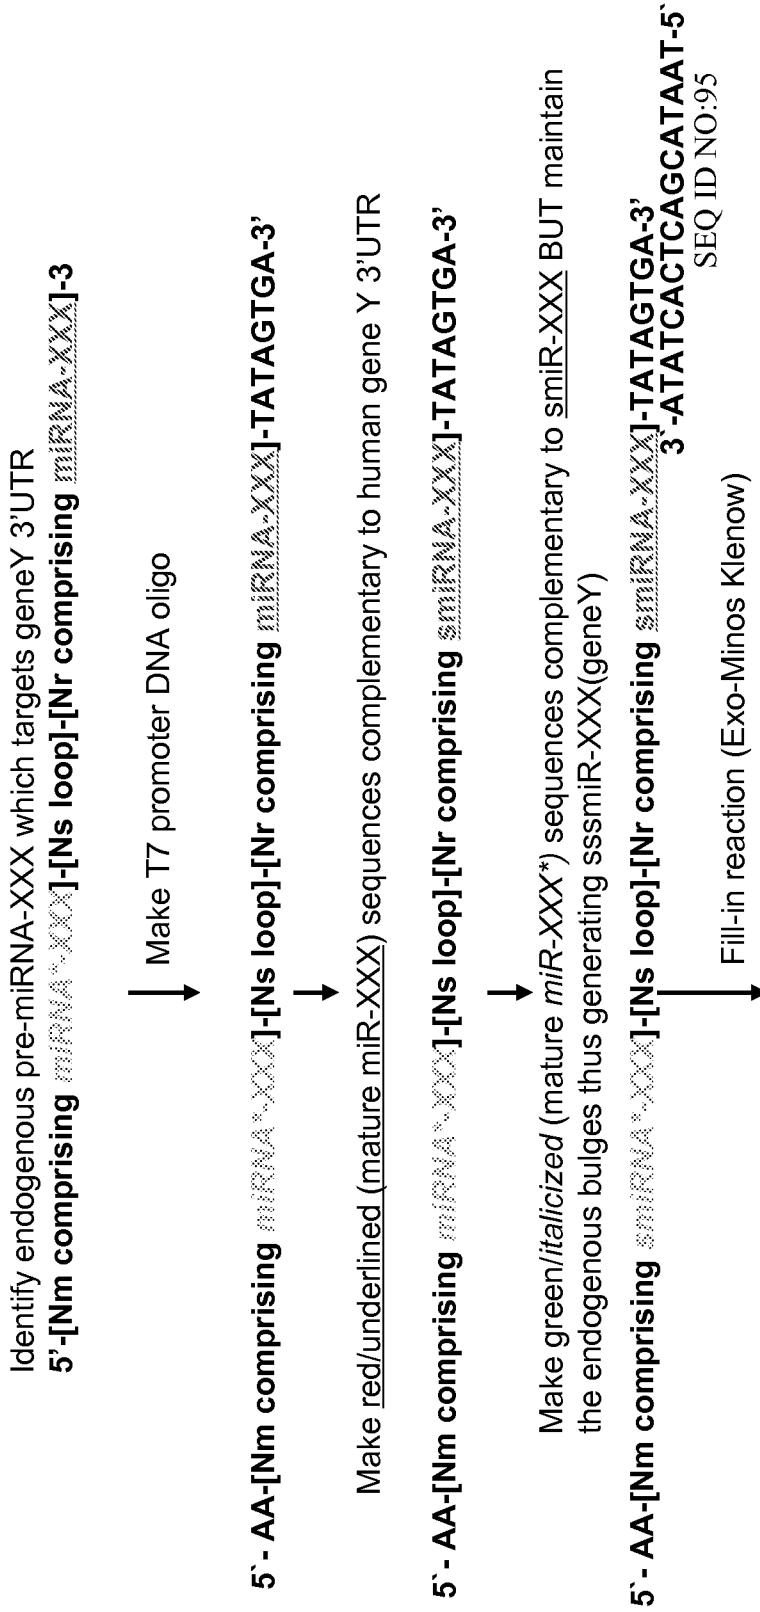 Identify endogenous pre-miRNA-XXX which targets geneY 3'UTR
5'-[Nm comprising miRNA*-XXX]-[Ns loop]-[Nr comprising miRNA-XXX]-3
Make T7 promoter DNA oligo
5`- AA-[Nm comprising miRNA*-XXX]-[Ns loop]-[Nr comprising miRNA-XXX]-TATAGTGA-3'
Make red/underlined (mature miR-XXX) sequences complementary to human gene Y 3'UTR
5`- AA-[Nm comprising miRNA*-XXX]-[Ns loop]-[Nr comprising smiRNA-XXX]-TATAGTGA-3'
Make green/italicized (mature miR-XXX*) sequences complementary to smiR-XXX BUT maintain
the endogenous bulges thus generating sssmiR-XXX(geneY)
5`- AA-[Nm comprising smiRNA*-XXX]-[Ns loop]-[Nr comprising smiRNA-XXX]-TATAGTGA-3'
3`-ATATCACTCAGCATAAT-5`
SEQ ID NO:95
Fill-in reaction (Exo-Minos Klenow)